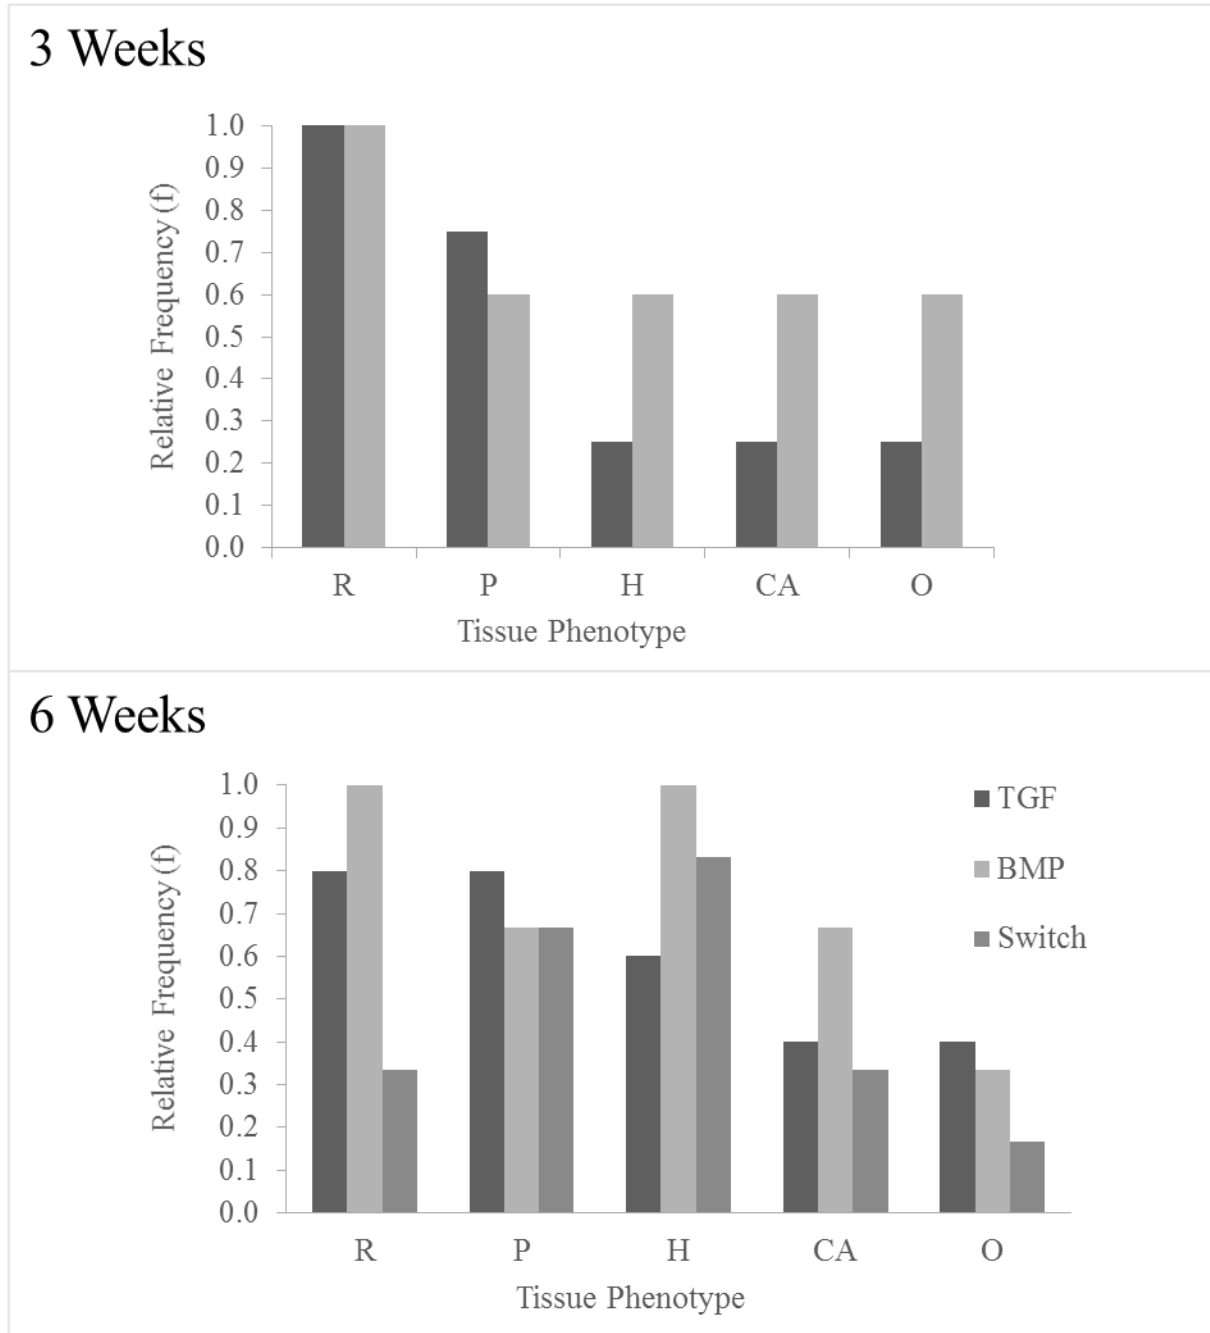 3 Weeks
1.0
0.9
0.8
0.7
0.6
0.5
0.4
0.3
0.2
0.1
0.0
Relative Frequency (f)
R P H CA O
Tissue Phenotype
6 Weeks
1.0
0.9
0.8
0.7
0.6
0.5
0.4
0.3
0.2
0.1
0.0
Relative Frequency (f)
TGF
BMP
Switch
R P H CA O
Tissue Phenotype